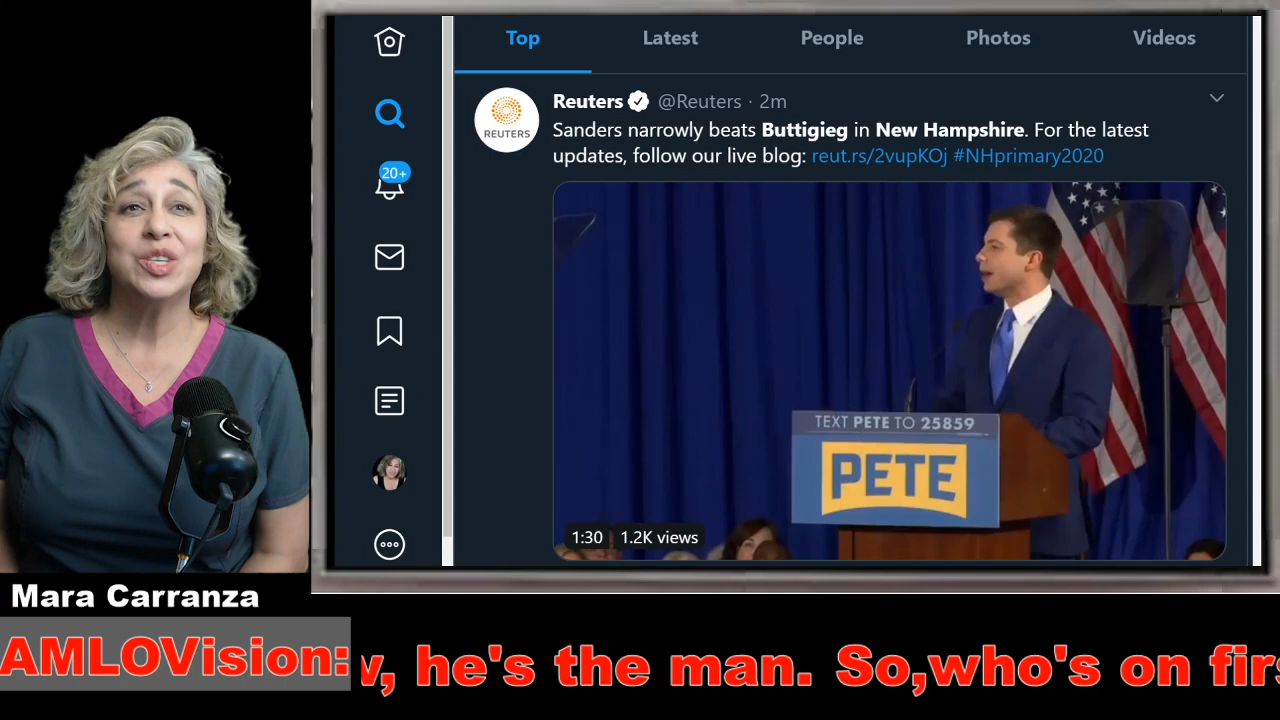 Top Latest People Photos Videos
Reuters @Reuters · 2m
REUTERS
Sanders narrowly beats Buttigieg in New Hampshire. For the latest
updates, follow our live blog: reut.rs/2vupKOj #NHprimary2020
20+
TEXT PETE TO 25859
PETE
1:30 1.2K views
Mara Carranza
AMLOVision: , he's the man. So,who's on